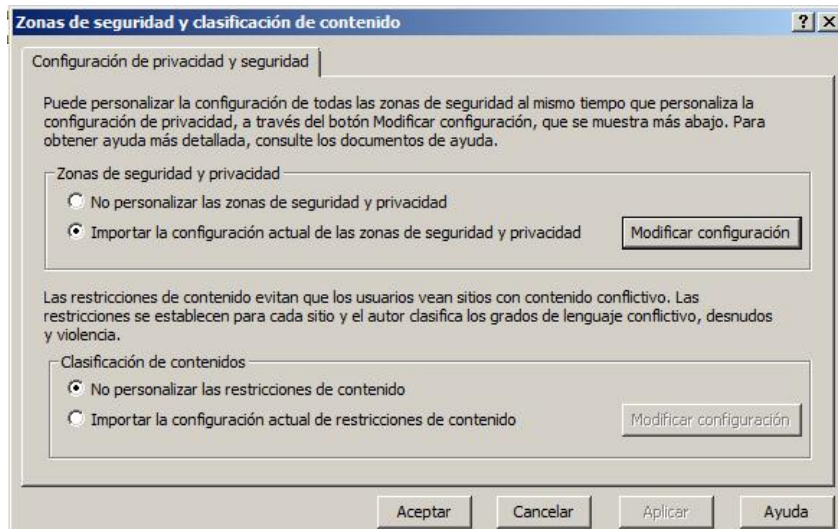 Zonas de seguridad y clasificación de contenido
Configuración de privacidad y seguridad
Puede personalizar la configuración de todas las zonas de seguridad al mismo tiempo que personaliza la
configuración de privacidad, a través del botón Modificar configuración, que se muestra más abajo. Para
obtener ayuda más detallada, consulte los documentos de ayuda.
Zonas de seguridad y privacidad
No personalizar las zonas de seguridad y privacidad
Importar la configuración actual de las zonas de seguridad y privacidad Modificar configuración
Las restricciones de contenido evitan que los usuarios vean sitios con contenido conflictivo. Las
restricciones se establecen para cada sitio y el autor clasifica los grados de lenguaje conflictivo, desnudos
y violencia.
Clasificación de contenidos
No personalizar las restricciones de contenido
Importar la configuración actual de restricciones de contenido Modificar configuración
Aceptar Cancelar Aplicar Ayuda